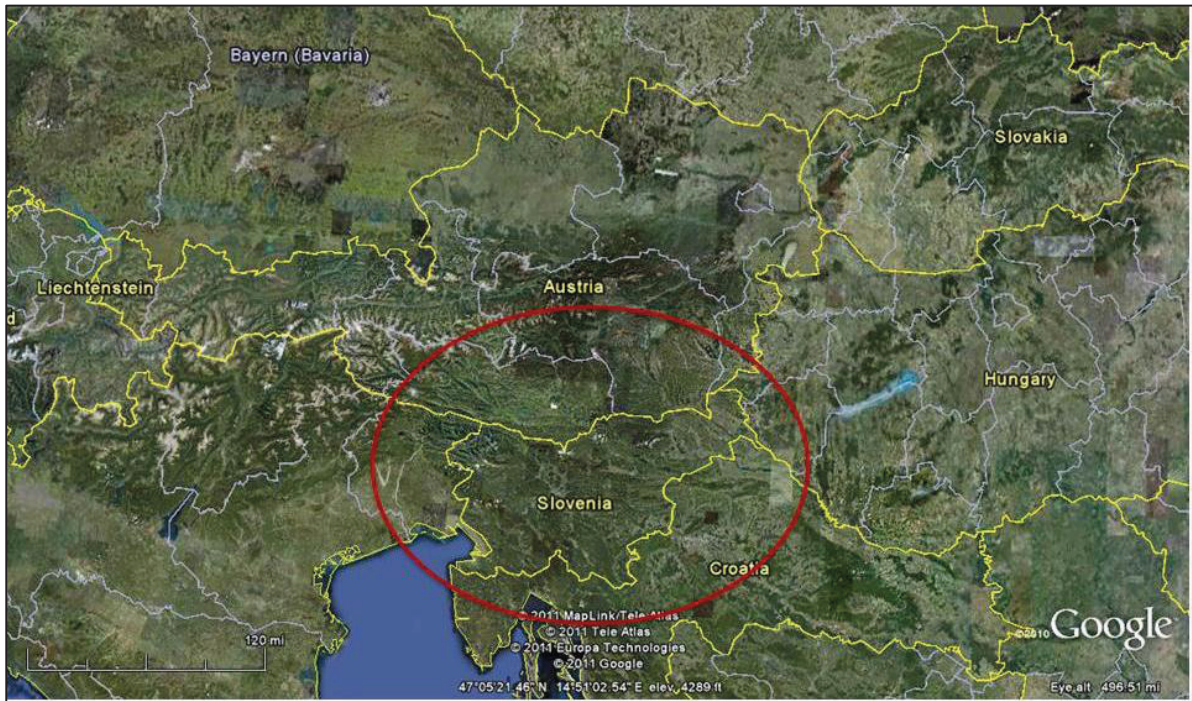 Bayern (Bavaria)
Slovakia
Liechtenstein
Austria
d
Hungary
Slovenia
Croatia
© 2011 MapLink/Tele Atlas
© 2011 Tele Atlas
© 2011 Europa Technologies
© 2011 Google
©2010 Google
120 mi
47°05'21.46" N 14°51'02.54" E elev 4289 ft
Eye alt 496.51 mi